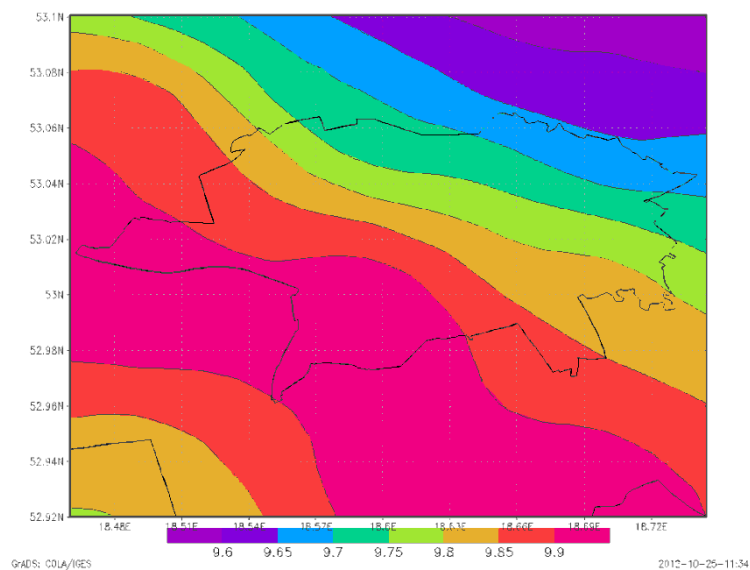 53.1N
53.08N
53.06N
53.04N
53.02N
53N
52.98N
52.96N
52.94N
52.92N
18.48E 18.51E 18.54E 18.57E 18.6E 18.63E 18.66E 18.69E 18.72E
9.6 9.65 9.7 9.75 9.8 9.85 9.9
GrADS: COLA/IGES 2012-10-25-11:34